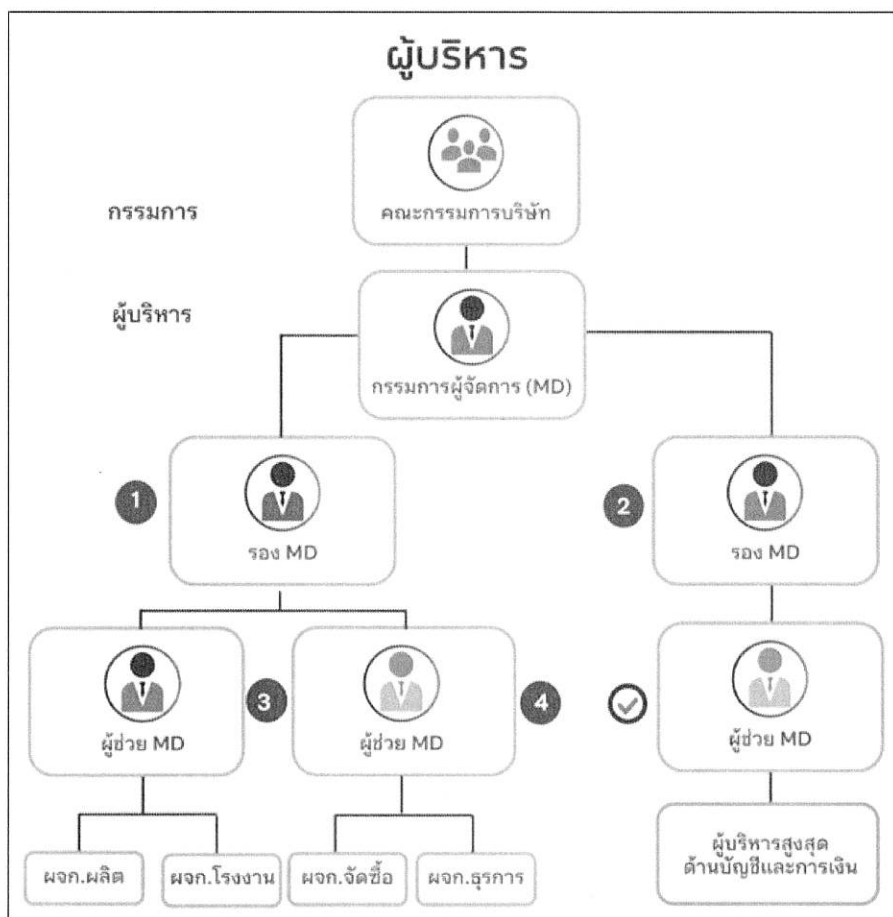 ผู้บริหาร
กรรมการ
คณะกรรมการบริษัท
ผู้บริหาร
กรรมการผู้จัดการ (MD)
1
รอง MD
2
รอง MD
ผู้ช่วย MD
3
ผู้ช่วย MD
4
ผู้ช่วย MD
ผจก.ผลิต
ผจก.โรงงาน
ผจก.จัดซื้อ
ผจก.ธุรการ
ผู้บริหารสูงสุด
ด้านบัญชีและการเงิน